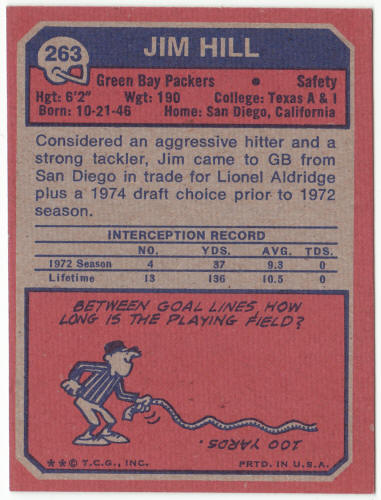 263
JIM HILL
Green Bay Packers • Safety
Hgt: 6'2" Wgt: 190 College: Texas A & I
Born: 10-21-46 Home: San Diego, California
Considered an aggressive hitter and
a strong tackler, Jim came to GB from
San Diego in trade for Lionel Aldridge
plus a 1974 draft choice prior to 1972
season.
INTERCEPTION RECORD
NO. YDS. AVG. TDS.
1972 Season 4 37 9.3 0
Lifetime 13 136 10.5 0
BETWEEN GOAL LINES, HOW
LONG IS THE PLAYING FIELD?
100 YARDS.
**© T.C.G., INC. PRTD. IN U.S.A.